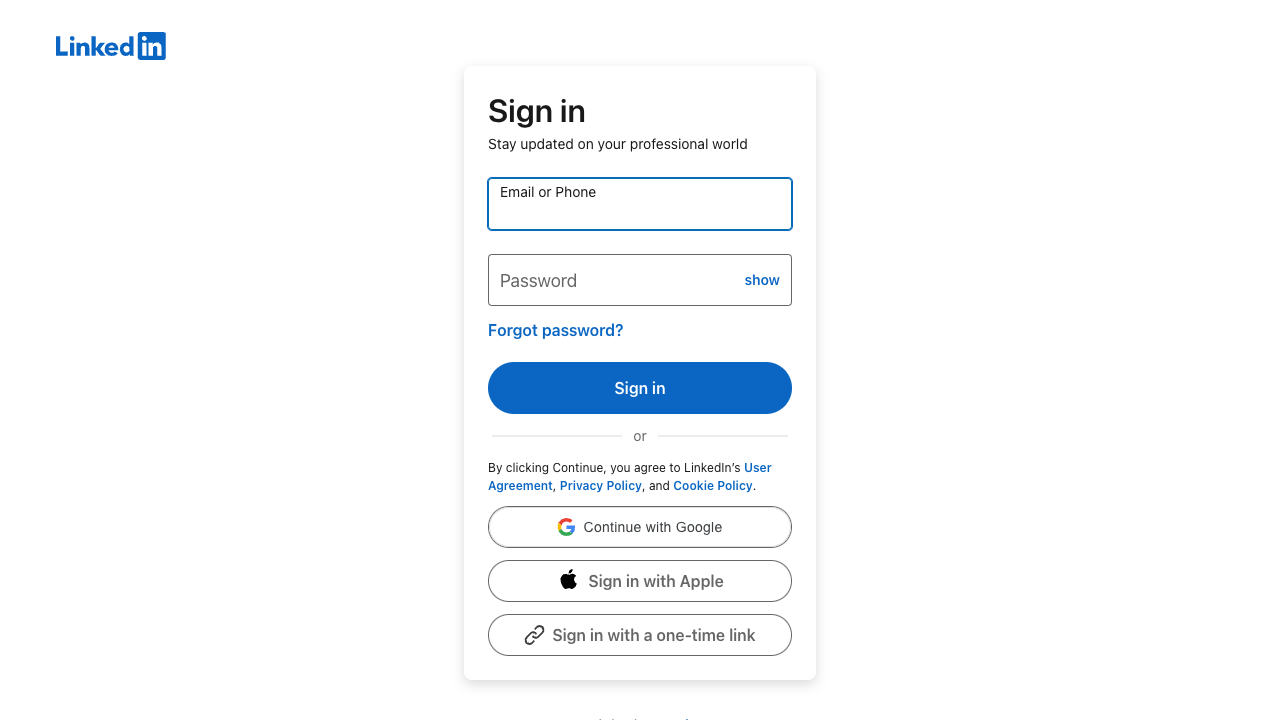 Linkedin
Sign in
Stay updated on your professional world
Email or Phone
Password
show
Forgot password?
Sign in
or
By clicking Continue, you agree to LinkedIn’s User
Agreement, Privacy Policy, and Cookie Policy.
Continue with Google
Sign in with Apple
Sign in with a one-time link